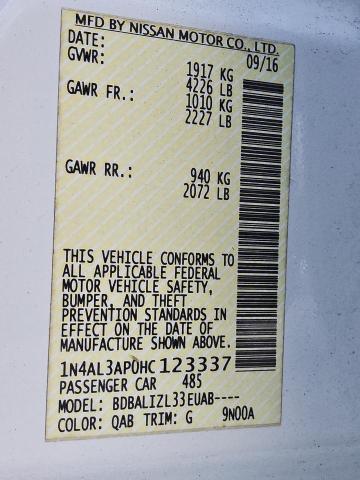 MFD BY NISSAN MOTOR CO., LTD.
DATE: 09/16
GVWR: 1917 KG
4226 LB
GAWR FR.: 1010 KG
2227 LB
GAWR RR.: 940 KG
2072 LB
THIS VEHICLE CONFORMS TO
ALL APPLICABLE FEDERAL
MOTOR VEHICLE SAFETY,
BUMPER, AND THEFT
PREVENTION STANDARDS IN
EFFECT ON THE DATE OF
MANUFACTURE SHOWN ABOVE.
1N4AL3AP0HC 123337
PASSENGER CAR 485
MODEL: BDBALIZL33EUAB----
COLOR: QAB TRIM: G 9N00A